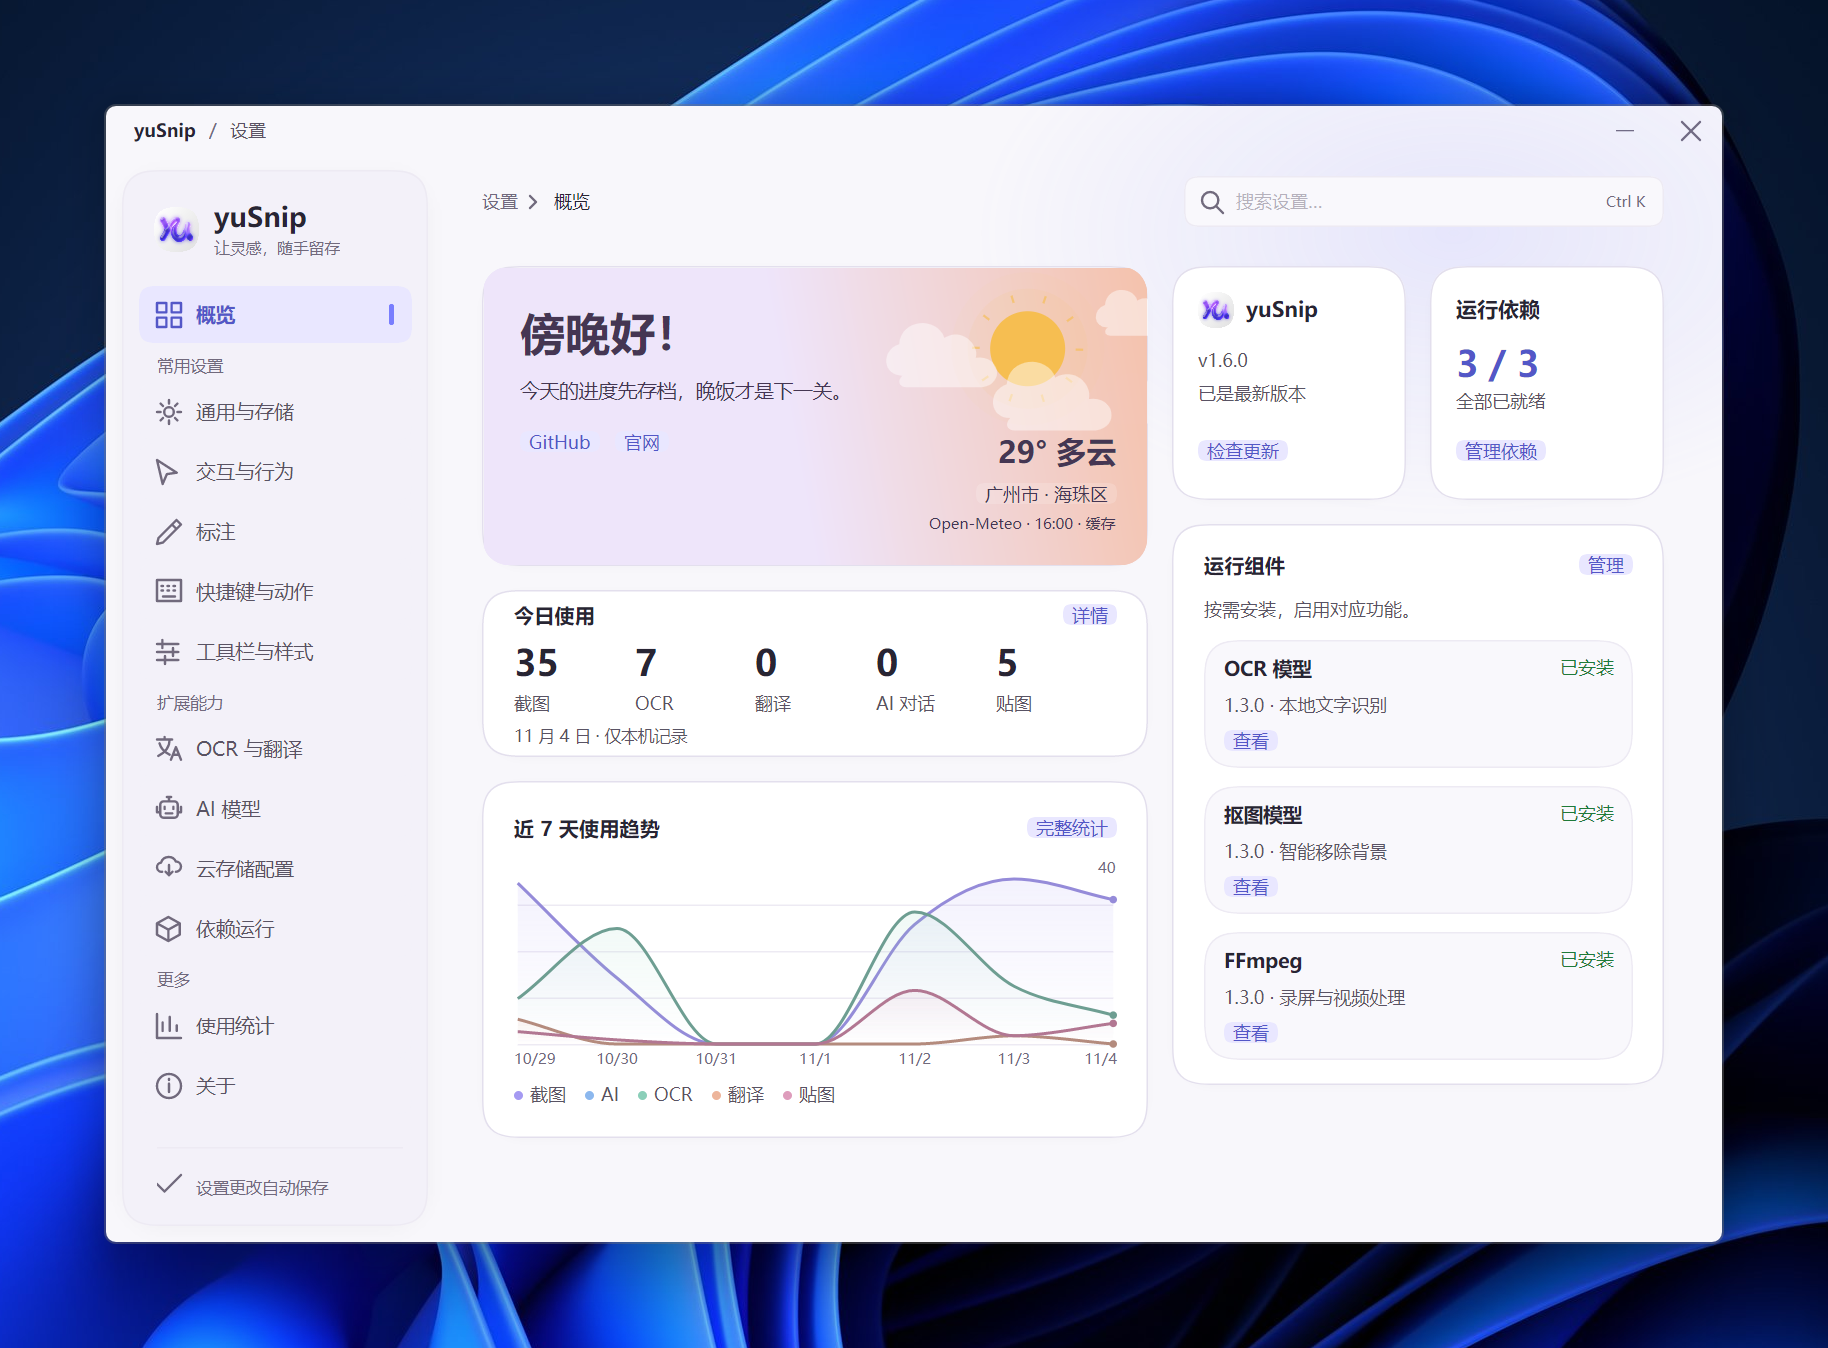 yuSnip / 设置
yuSnip
让灵感，随手留存
概览
常用设置
通用与存储
交互与行为
标注
快捷键与动作
工具栏与样式
扩展能力
OCR 与翻译
AI 模型
云存储配置
依赖运行
更多
使用统计
关于
设置更改自动保存
设置 > 概览
搜索设置...
Ctrl K
傍晚好！
今天的进度先存档，晚饭才是下一关。
GitHub 官网
29° 多云
广州市 · 海珠区
Open-Meteo · 16:00 · 缓存
yuSnip
v1.6.0
已是最新版本
检查更新
运行依赖
3 / 3
全部已就绪
管理依赖
今日使用
详情
35 7 0 0 5
截图 OCR 翻译 AI 对话 贴图
11 月 4 日 · 仅本机记录
近 7 天使用趋势
完整统计
40
10/29 10/30 10/31 11/1 11/2 11/3 11/4
截图 AI OCR 翻译 贴图
运行组件
管理
按需安装，启用对应功能。
OCR 模型
已安装
1.3.0 · 本地文字识别
查看
抠图模型
已安装
1.3.0 · 智能移除背景
查看
FFmpeg
已安装
1.3.0 · 录屏与视频处理
查看